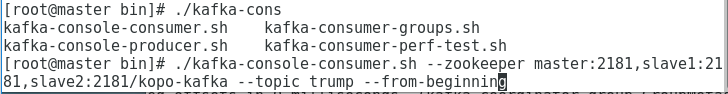 [root@master bin]# ./kafka-cons
kafka-console-consumer.sh    kafka-consumer-groups.sh
kafka-console-producer.sh    kafka-consumer-perf-test.sh
[root@master bin]# ./kafka-console-consumer.sh --zookeeper master:2181,slave1:21
81,slave2:2181/kopo-kafka --topic trump --from-beginning